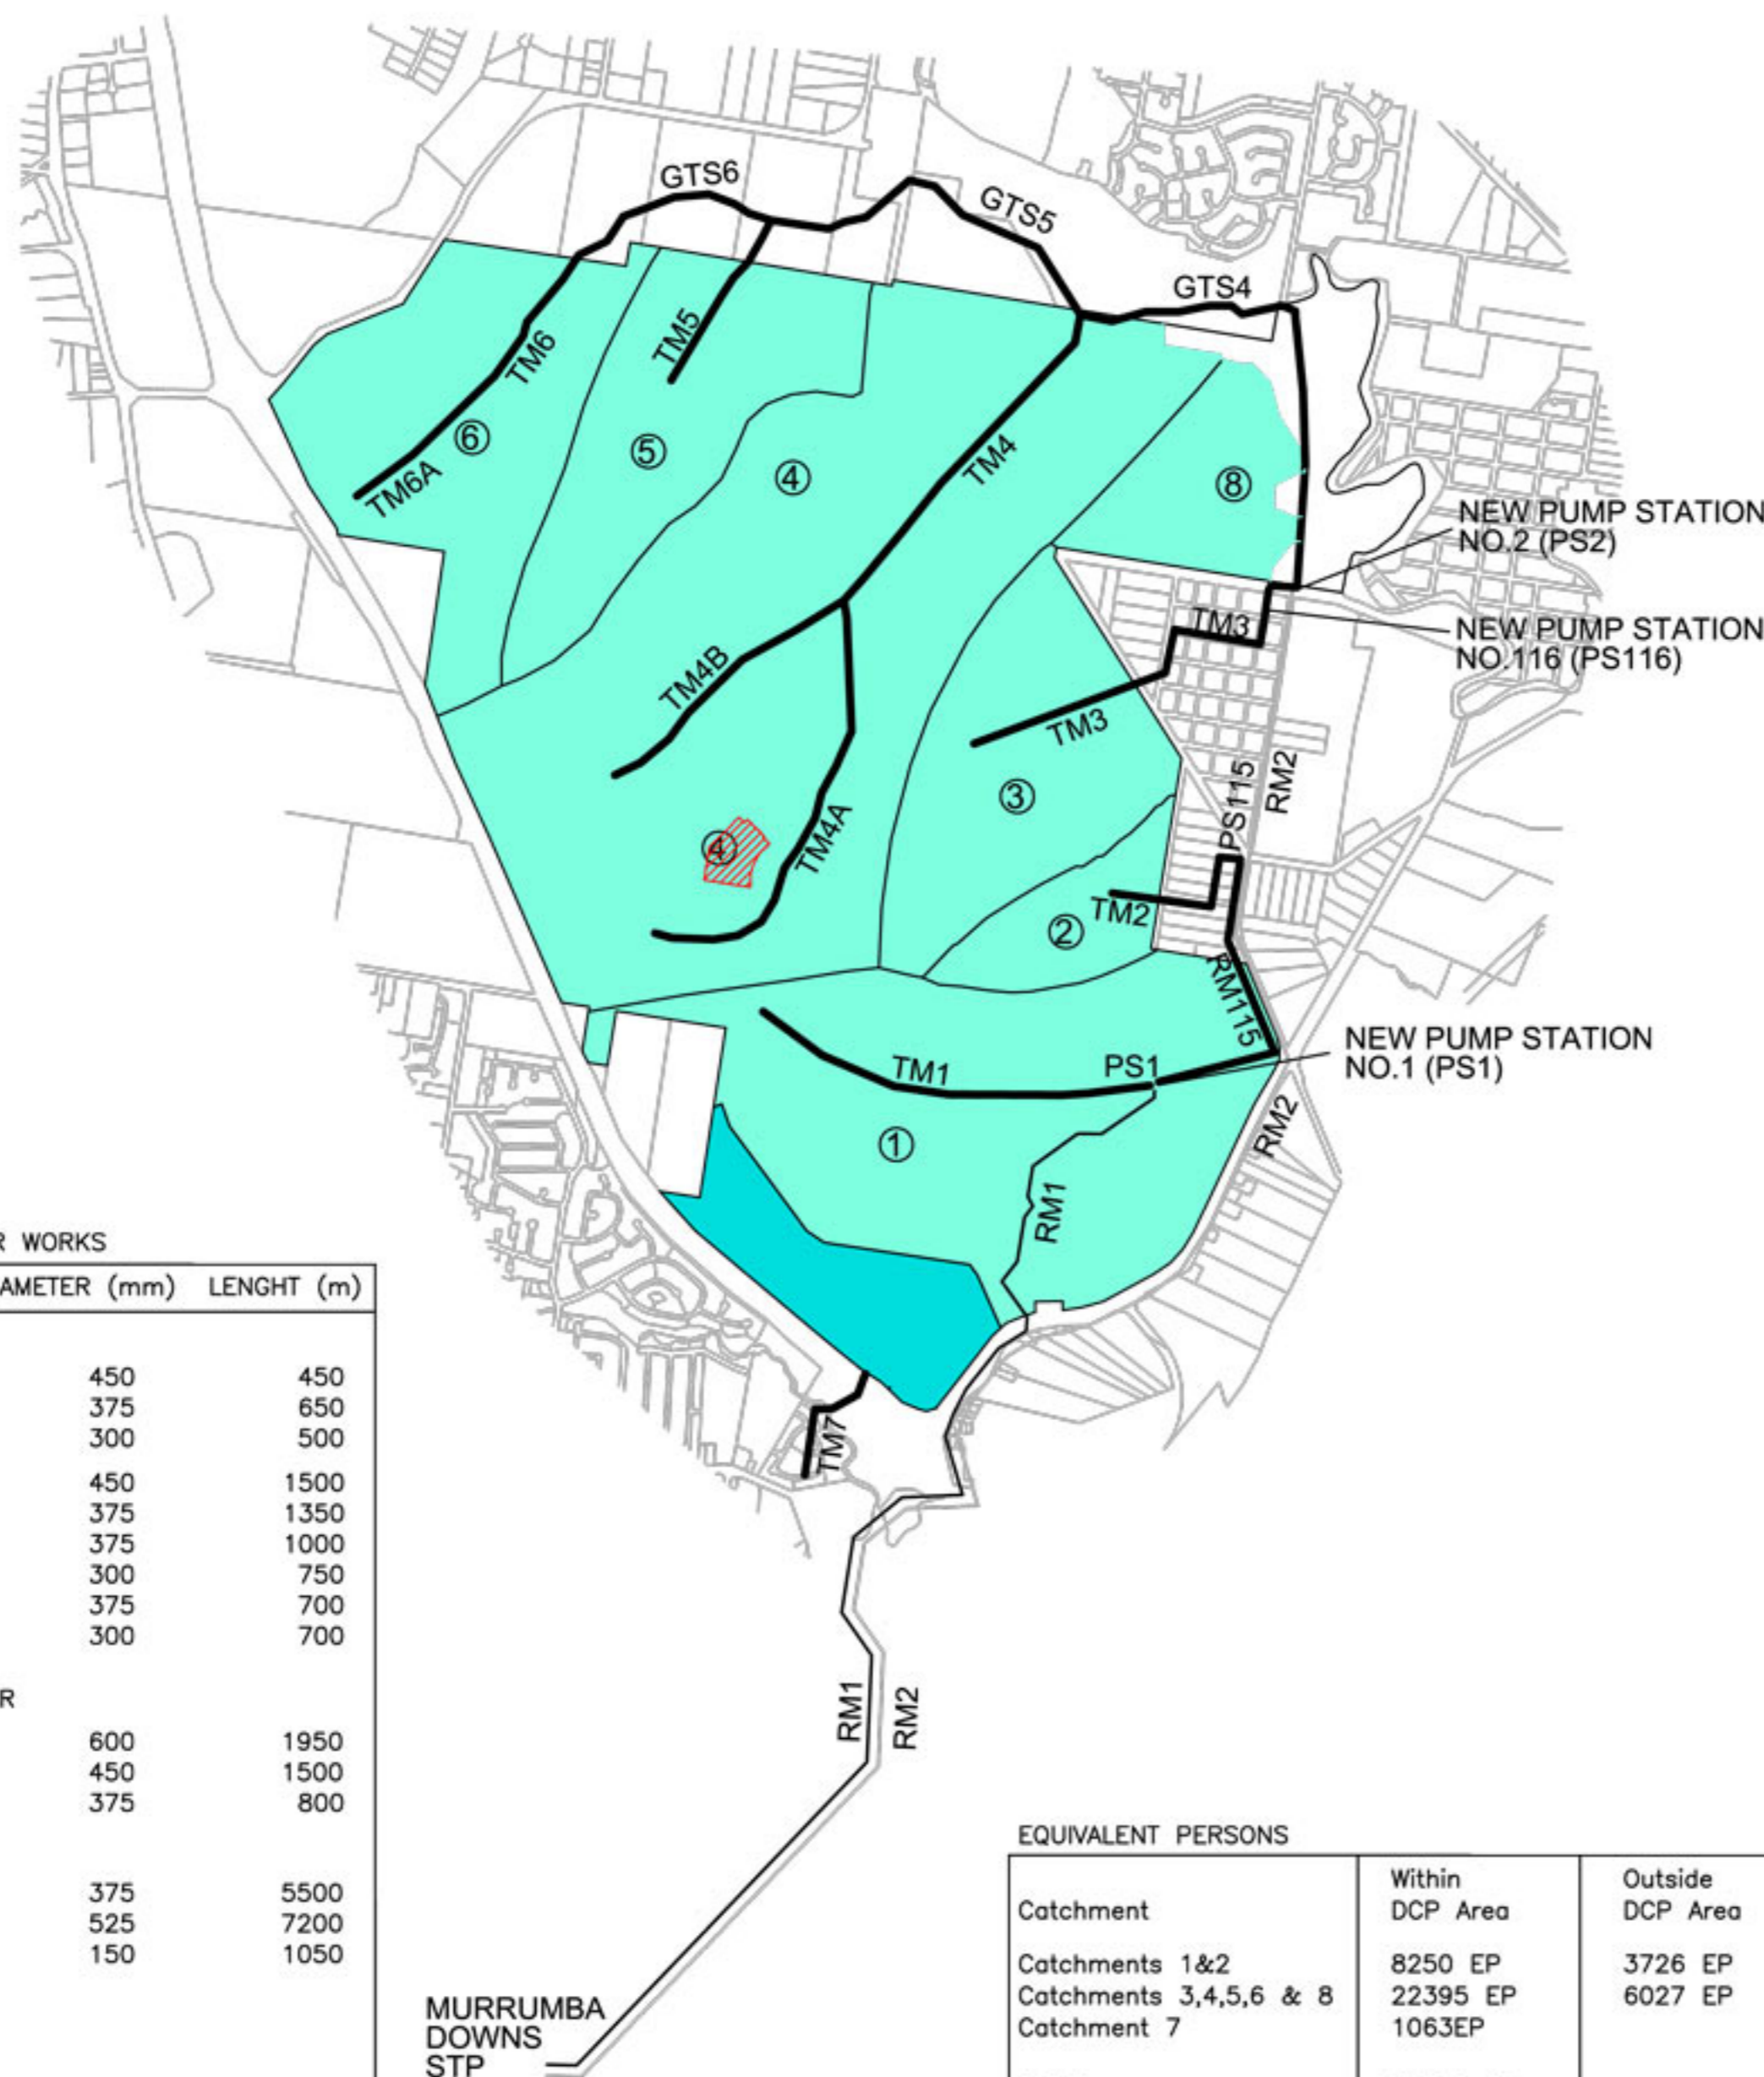 GTS6
GTS5
GTS4
TM5
TM6
TM4
⑥
⑤
④
⑧
TM6A
NEW PUMP STATION
NO.2 (PS2)
TM3
NEW PUMP STATION
NO.116 (PS116)
TM4B
TM3
PS115
RM2
③
TM4A
④
TM2
②
RM115
NEW PUMP STATION
NO.1 (PS1)
TM1
PS1
RM2
①
RM1
TM7
RM1
RM2
MURRUMBA
DOWNS
STP
R WORKS
AMETER (mm) LENGHT (m)
450 450
375 650
300 500
450 1500
375 1350
375 1000
300 750
375 700
300 700
R
600 1950
450 1500
375 800
375 5500
525 7200
150 1050
EQUIVALENT PERSONS
Within Outside
Catchment DCP Area DCP Area
Catchments 1&2 8250 EP 3726 EP
Catchments 3,4,5,6 & 8 22395 EP 6027 EP
Catchment 7 1063EP